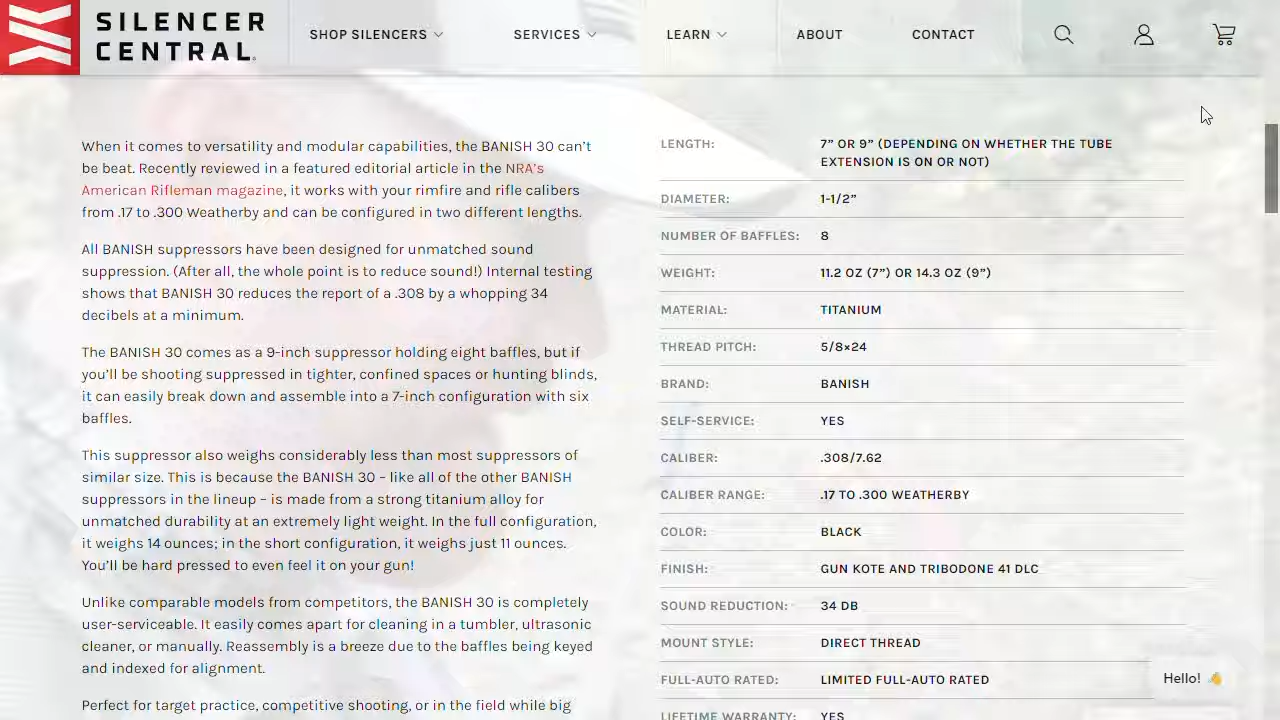 SILENCER
CENTRAL.
SHOP SILENCERS
SERVICES
LEARN
ABOUT
CONTACT
When it comes to versatility and modular capabilities, the BANISH 30 can't
be beat. Recently reviewed in a featured editorial article in the NRA's
American Rifleman magazine, it works with your rimfire and rifle calibers
from .17 to .300 Weatherby and can be configured in two different lengths.
All BANISH suppressors have been designed for unmatched sound
suppression. (After all, the whole point is to reduce sound!) Internal testing
shows that BANISH 30 reduces the report of a .308 by a whopping 34
decibels at a minimum.
The BANISH 30 comes as a 9-inch suppressor holding eight baffles, but if
you'll be shooting suppressed in tighter, confined spaces or hunting blinds,
it can easily break down and assemble into a 7-inch configuration with six
baffles.
This suppressor also weighs considerably less than most suppressors of
similar size. This is because the BANISH 30 – like all of the other BANISH
suppressors in the lineup – is made from a strong titanium alloy for
unmatched durability at an extremely light weight. In the full configuration,
it weighs 14 ounces; in the short configuration, it weighs just 11 ounces.
You'll be hard pressed to even feel it on your gun!
Unlike comparable models from competitors, the BANISH 30 is completely
user-serviceable. It easily comes apart for cleaning in a tumbler, ultrasonic
cleaner, or manually. Reassembly is a breeze due to the baffles being keyed
and indexed for alignment.
Perfect for target practice, competitive shooting, or in the field while big
LENGTH: 7” OR 9” (DEPENDING ON WHETHER THE TUBE
EXTENSION IS ON OR NOT)
DIAMETER: 1-1/2”
NUMBER OF BAFFLES: 8
WEIGHT: 11.2 OZ (7”) OR 14.3 OZ (9”)
MATERIAL: TITANIUM
THREAD PITCH: 5/8×24
BRAND: BANISH
SELF-SERVICE: YES
CALIBER: .308/7.62
CALIBER RANGE: .17 TO .300 WEATHERBY
COLOR: BLACK
FINISH: GUN KOTE AND TRIBODONE 41 DLC
SOUND REDUCTION: 34 DB
MOUNT STYLE: DIRECT THREAD
FULL-AUTO RATED: LIMITED FULL-AUTO RATED
LIFETIME WARRANTY: YES
Hello! 👋